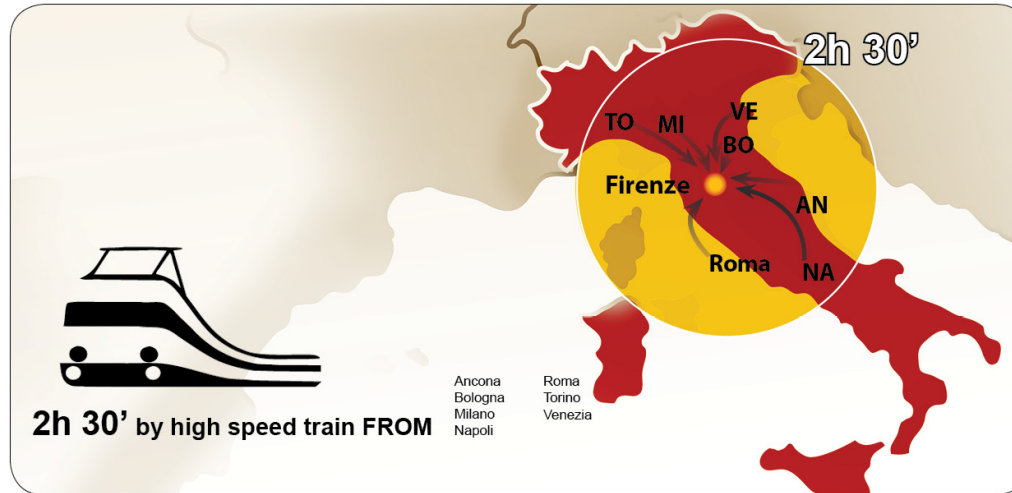 2h 30’
TO
MI
VE
BO
Firenze
AN
Roma
NA
2h 30’ by high speed train FROM
Ancona
Bologna
Milano
Napoli
Roma
Torino
Venezia